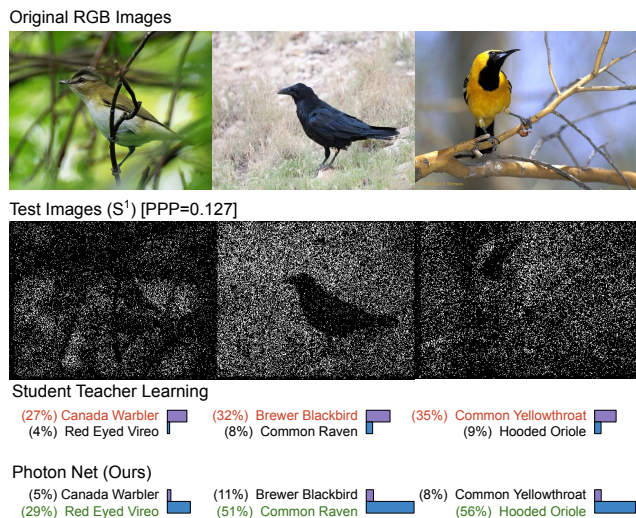 Original RGB Images
Test Images (S¹) [PPP=0.127]
Student Teacher Learning
(27%) Canada Warbler (32%) Brewer Blackbird (35%) Common Yellowthroat
(4%) Red Eyed Vireo (8%) Common Raven (9%) Hooded Oriole
Photon Net (Ours)
(5%) Canada Warbler (11%) Brewer Blackbird (8%) Common Yellowthroat
(29%) Red Eyed Vireo (51%) Common Raven (56%) Hooded Oriole